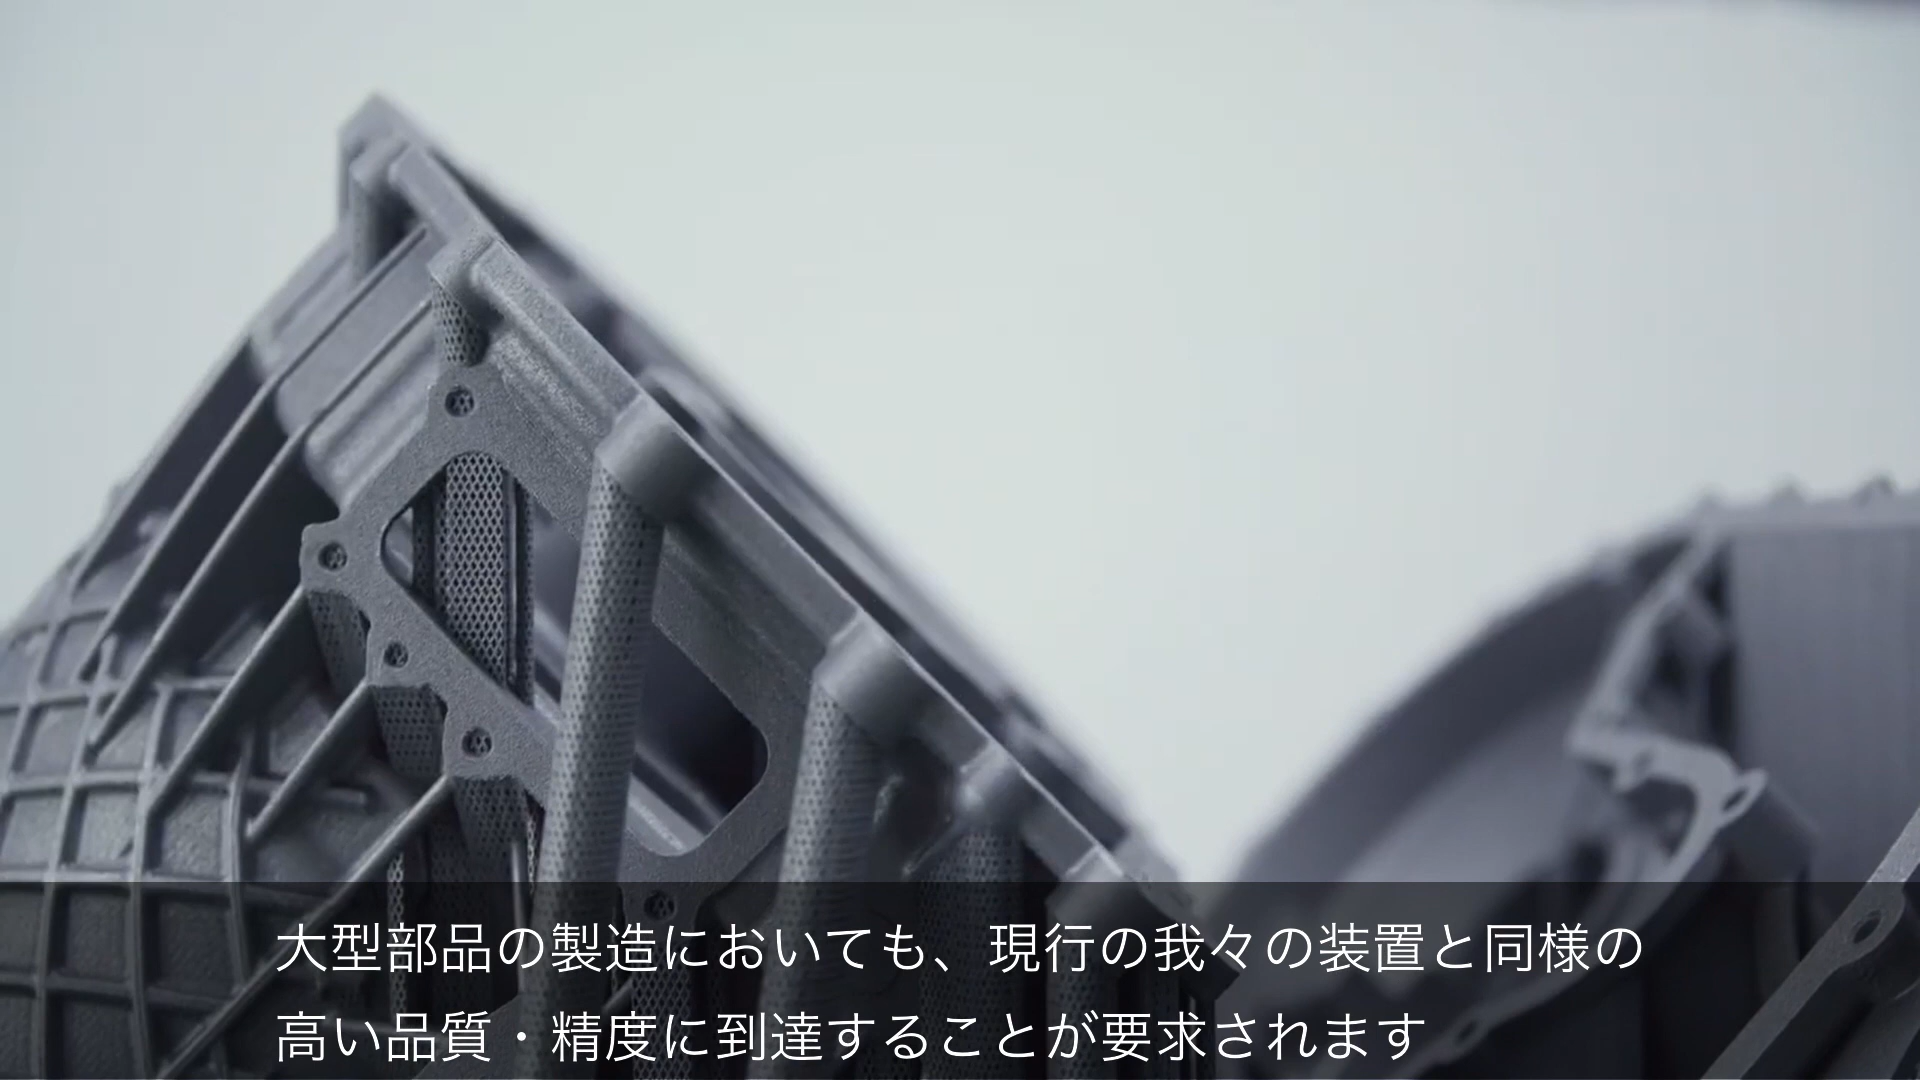 大型部品の製造においても、現行の我々の装置と同様の
高い品質・精度に到達することが要求されます